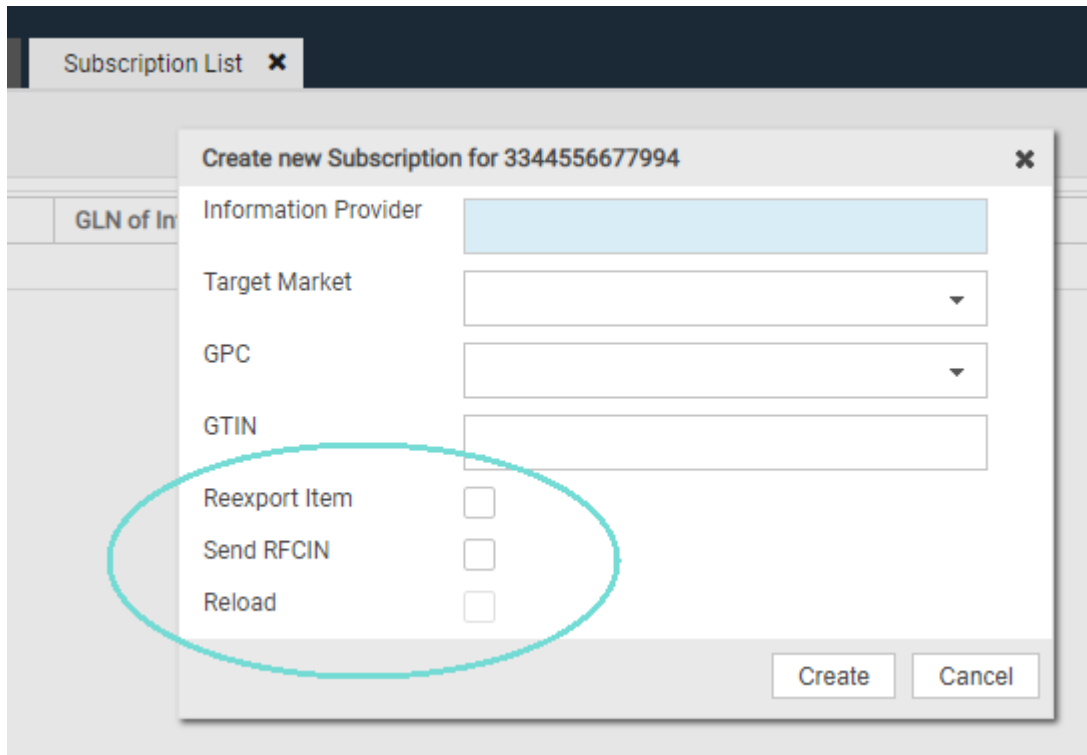 Subscription List
Create new Subscription for 3344556677994
GLN of In
Information Provider
Target Market
GPC
GTIN
Reexport Item
Send RFCIN
Reload
Create Cancel